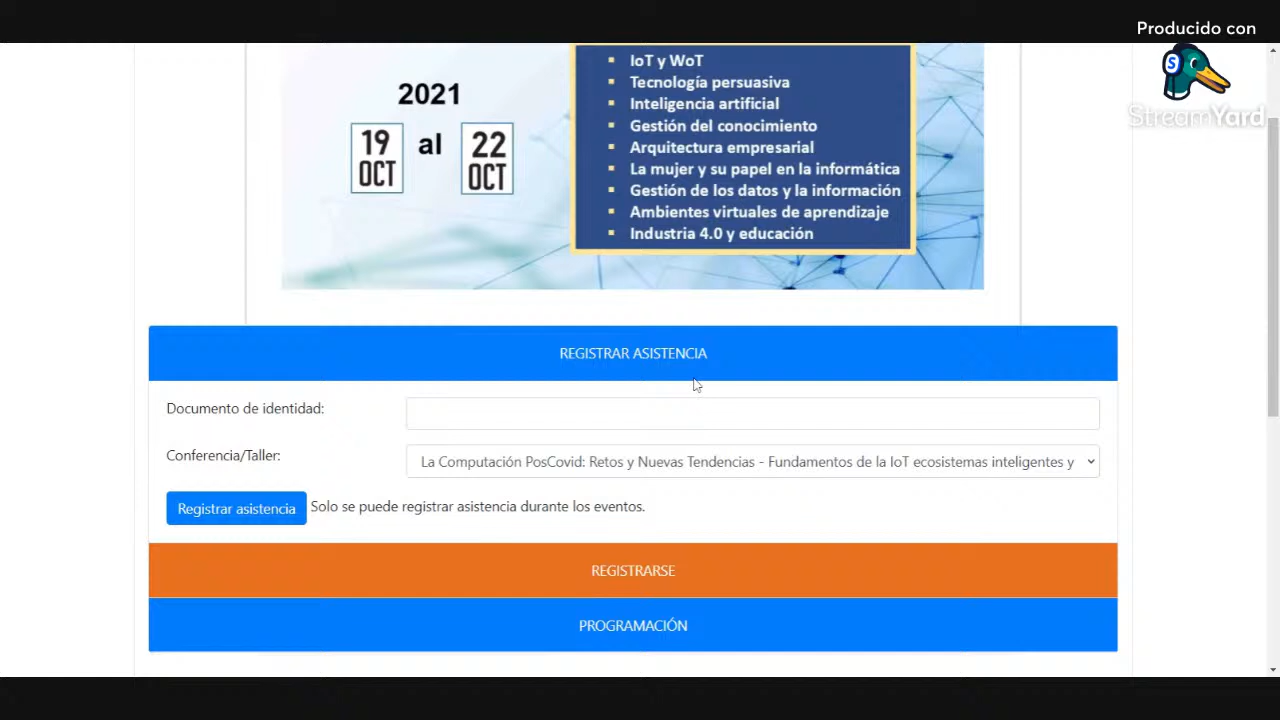 Producido con
S
StreamYard
2021
19
OCT
al
22
OCT
▪ IoT y WoT
▪ Tecnología persuasiva
▪ Inteligencia artificial
▪ Gestión del conocimiento
▪ Arquitectura empresarial
▪ La mujer y su papel en la informática
▪ Gestión de los datos y la información
▪ Ambientes virtuales de aprendizaje
▪ Industria 4.0 y educación
REGISTRAR ASISTENCIA
Documento de identidad:
Conferencia/Taller:
La Computación PosCovid: Retos y Nuevas Tendencias - Fundamentos de la IoT ecosistemas inteligentes y
Registrar asistencia Solo se puede registrar asistencia durante los eventos.
REGISTRARSE
PROGRAMACIÓN